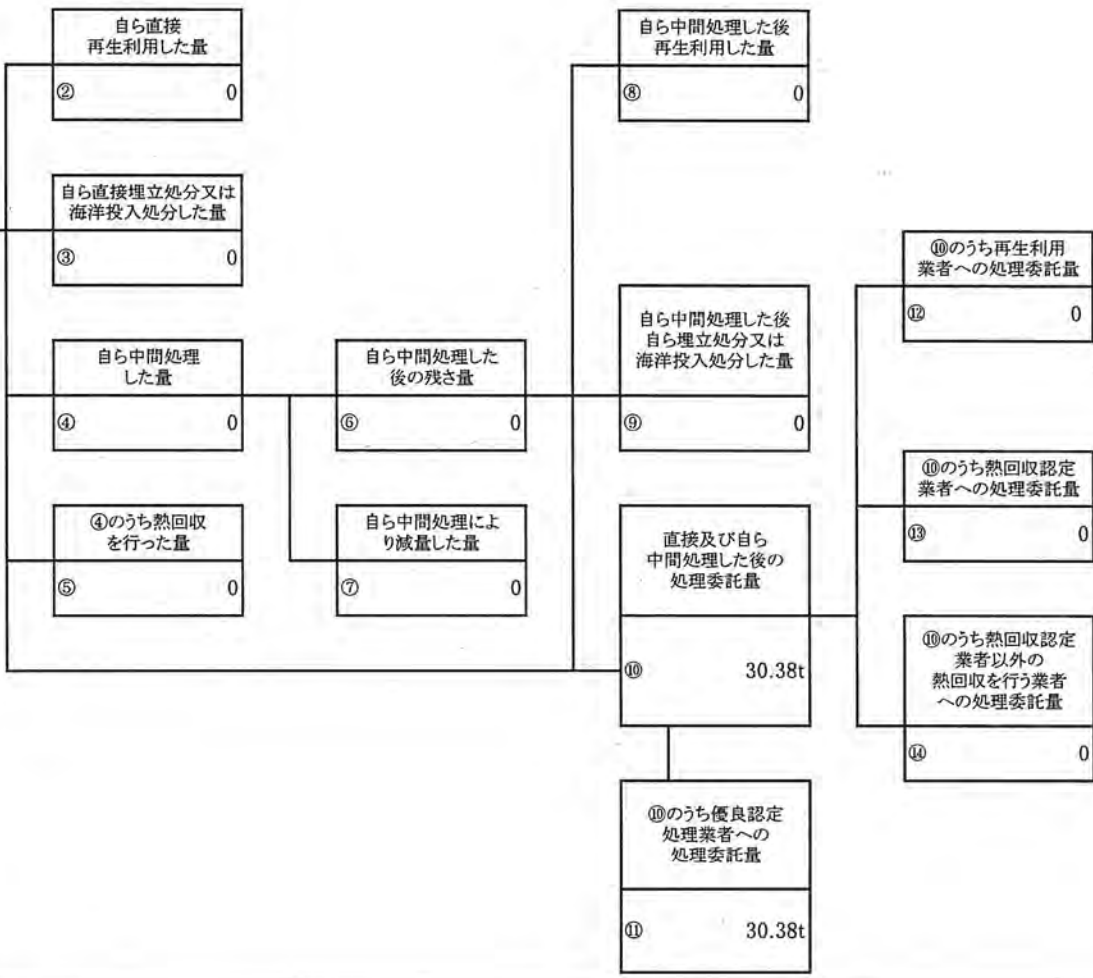 自ら直接
再生利用した量
② 0
自ら直接埋立処分又は
海洋投入処分した量
③ 0
自ら中間処理
した量
④ 0
④のうち熱回収
を行った量
⑤ 0
自ら中間処理した
後の残さ量
⑥ 0
自ら中間処理によ
り減量した量
⑦ 0
自ら中間処理した後
再生利用した量
⑧ 0
自ら中間処理した後
自ら埋立処分又は
海洋投入処分した量
⑨ 0
直接及び自ら
中間処理した後の
処理委託量
⑩ 30.38t
⑩のうち優良認定
処理業者への
処理委託量
⑪ 30.38t
⑩のうち再生利用
業者への処理委託量
⑫ 0
⑩のうち熱回収認定
業者への処理委託量
⑬ 0
⑩のうち熱回収認定
業者以外の
熱回収を行う業者
への処理委託量
⑭ 0